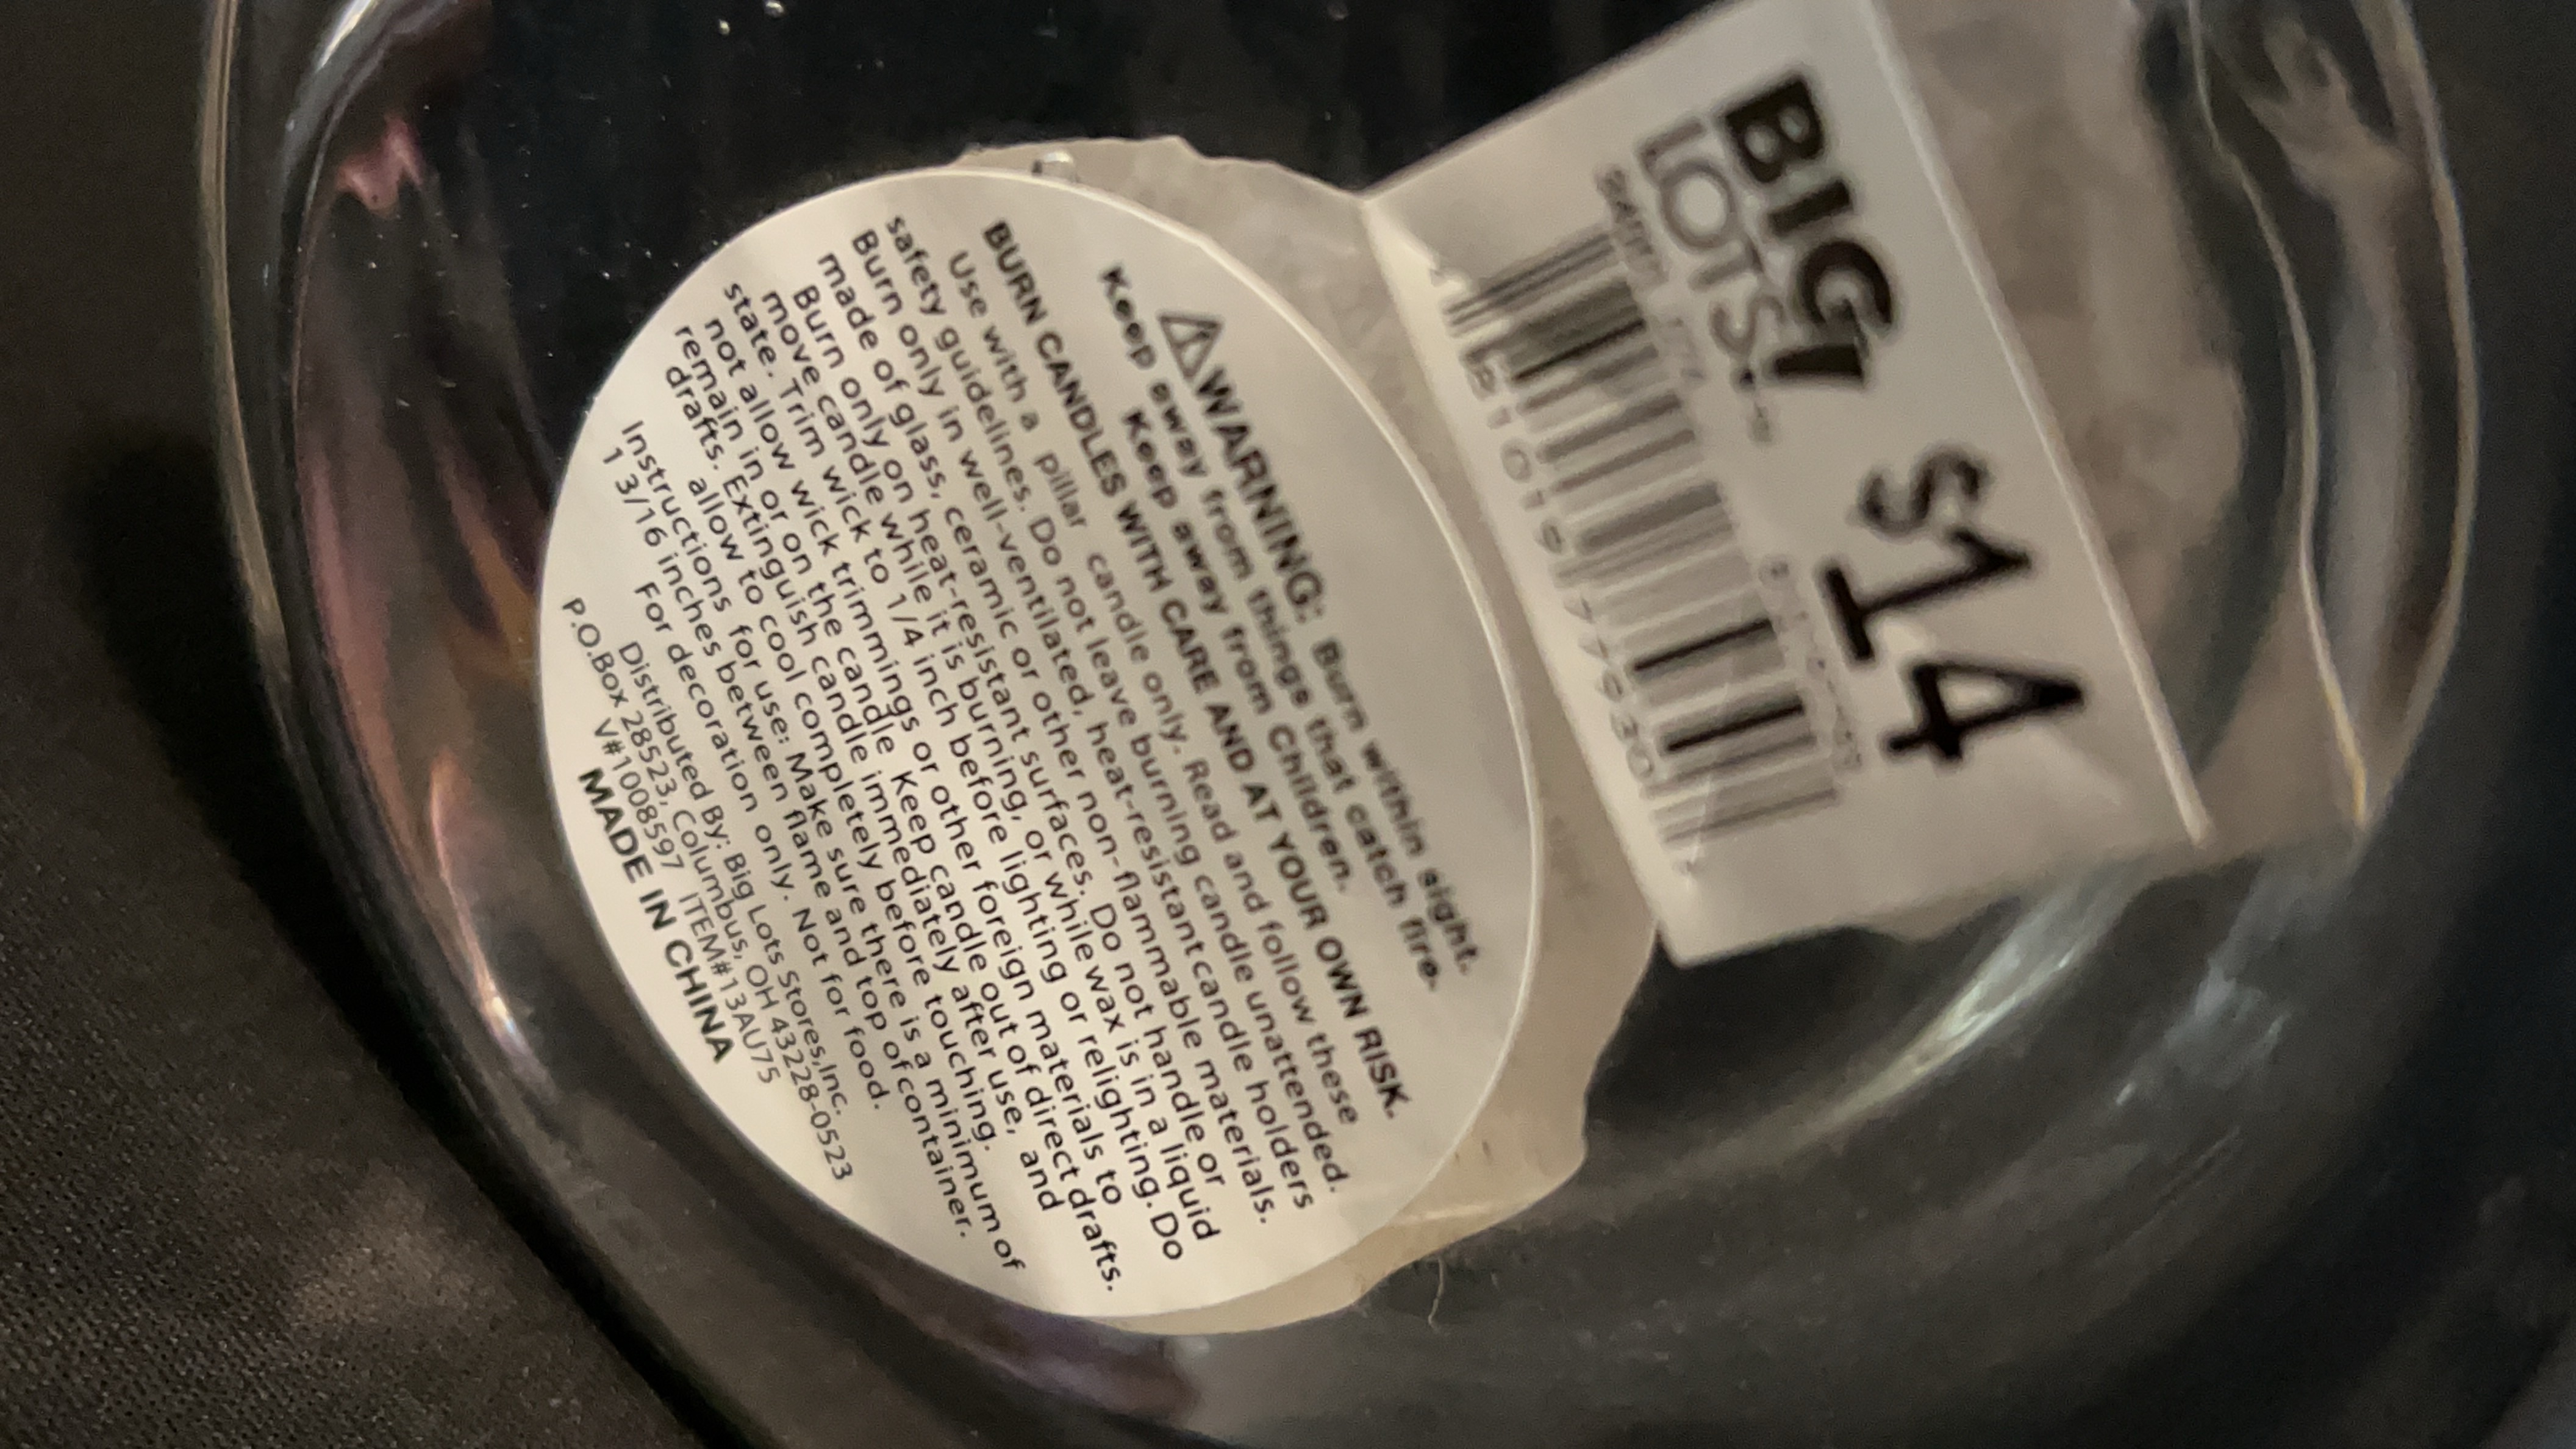 ⚠WARNING: Burn within sight.
Keep away from things that catch fire.
Keep away from Children.
BURN CANDLES WITH CARE AND AT YOUR OWN RISK.
Use with a pillar candle only. Read and follow these
safety guidelines. Do not leave burning candle unattended.
Burn only in well-ventilated, heat-resistant candle holders
made of glass, ceramic or other non-flammable materials.
Burn only on heat-resistant surfaces. Do not handle or
move candle while it is burning, or while wax is in a liquid
state. Trim wick to 1/4 inch before lighting or relighting. Do
not allow wick trimmings or other foreign materials to
remain in or on the candle Keep candle out of direct drafts.
drafts. Extinguish candle immediately after use, and
allow to cool completely before touching.
Instructions for use: Make sure there is a minimum of
1 3/16 inches between flame and top of container.
For decoration only. Not for food.
Distributed By: Big Lots Stores,Inc.
P.O.Box 28523, Columbus, OH 43228-0523
V#1008597 ITEM#13AU75
MADE IN CHINA
BIG
LOTS!
$14